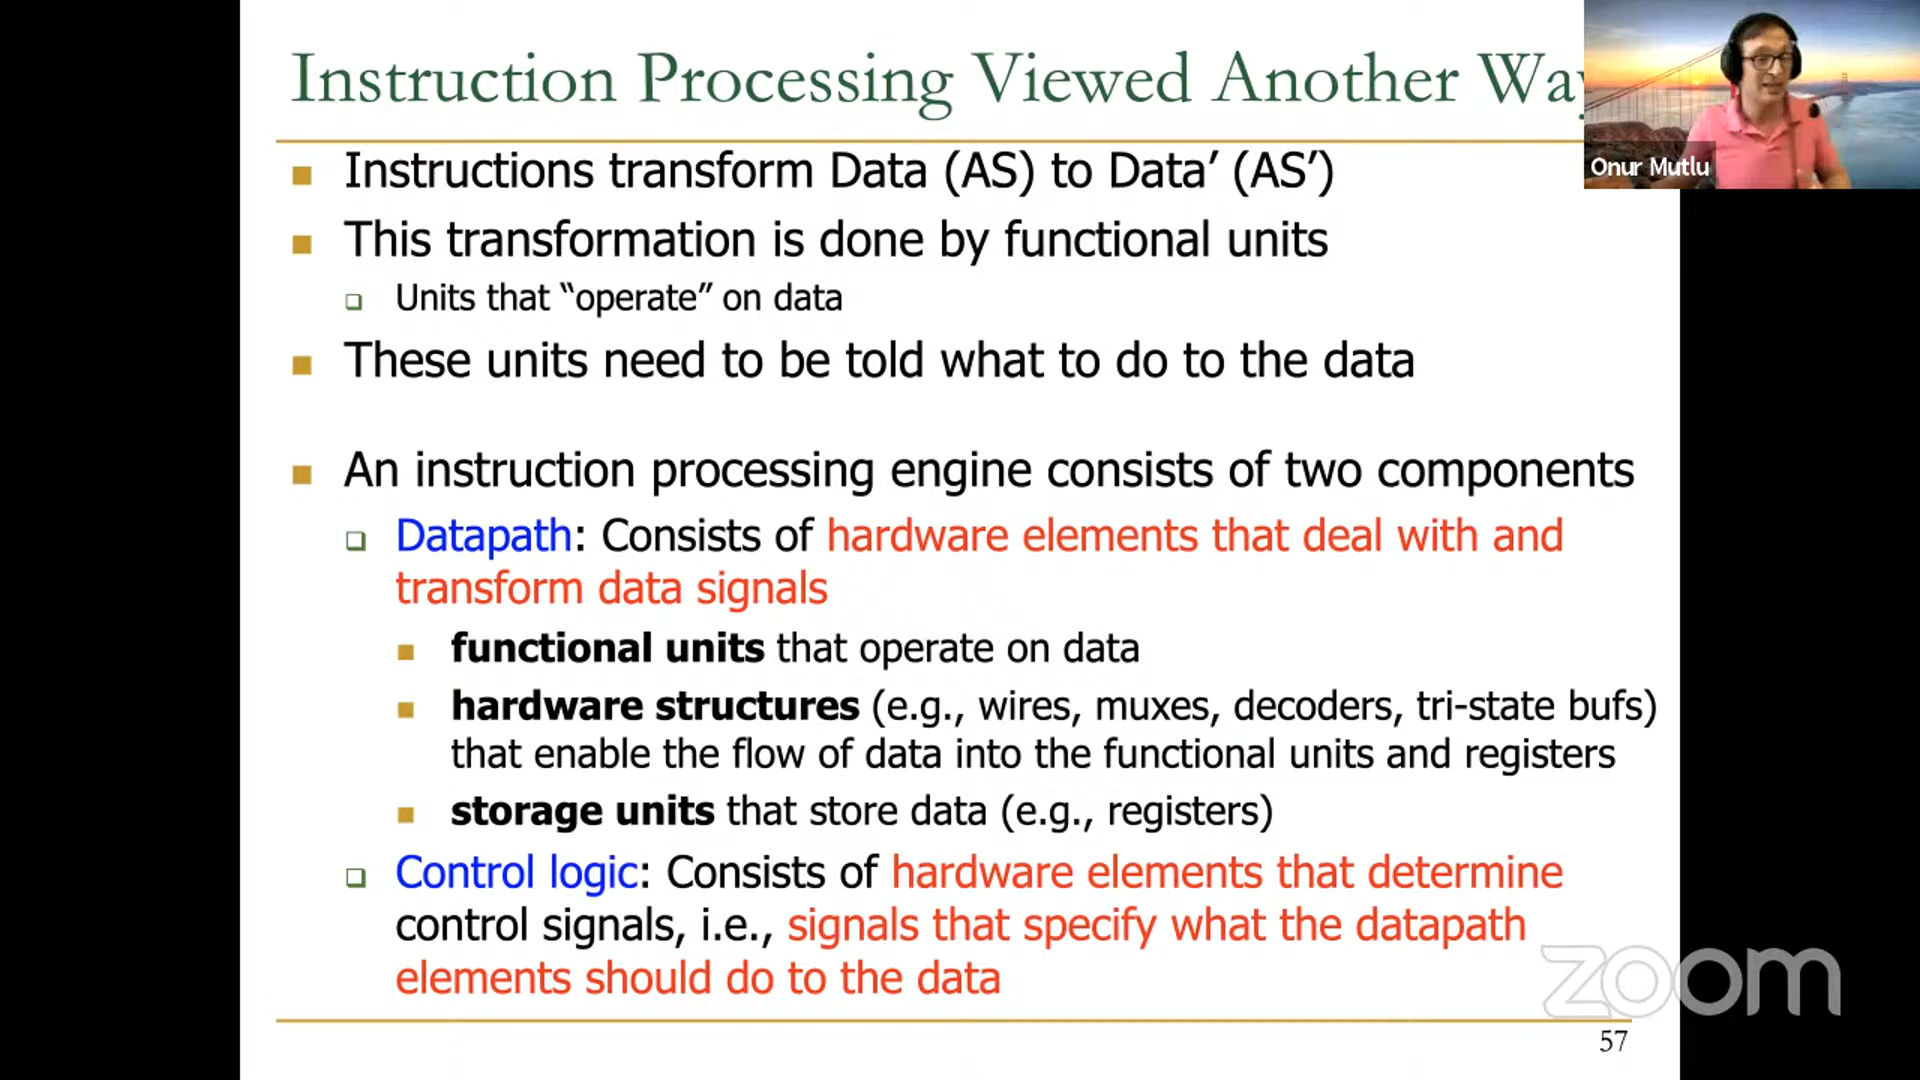 Instruction Processing Viewed Another Way
Onur Mutlu
Instructions transform Data (AS) to Data’ (AS’)
This transformation is done by functional units
Units that “operate” on data
These units need to be told what to do to the data
An instruction processing engine consists of two components
Datapath: Consists of hardware elements that deal with and
transform data signals
functional units that operate on data
hardware structures (e.g., wires, muxes, decoders, tri-state bufs)
that enable the flow of data into the functional units and registers
storage units that store data (e.g., registers)
Control logic: Consists of hardware elements that determine
control signals, i.e., signals that specify what the datapath
elements should do to the data
zoom
57